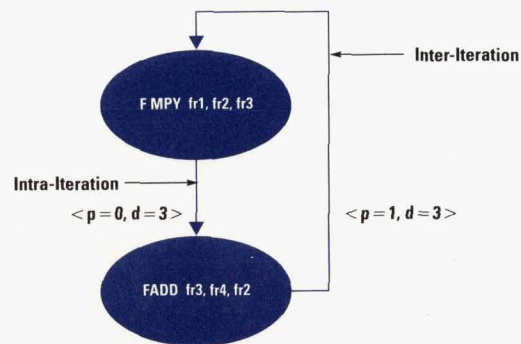 Inter-Iteration
F MPY fr1, fr2, fr3
Intra-Iteration
< p = 0, d = 3 >
< p = 1, d = 3 >
FADD fr3, fr4, fr2